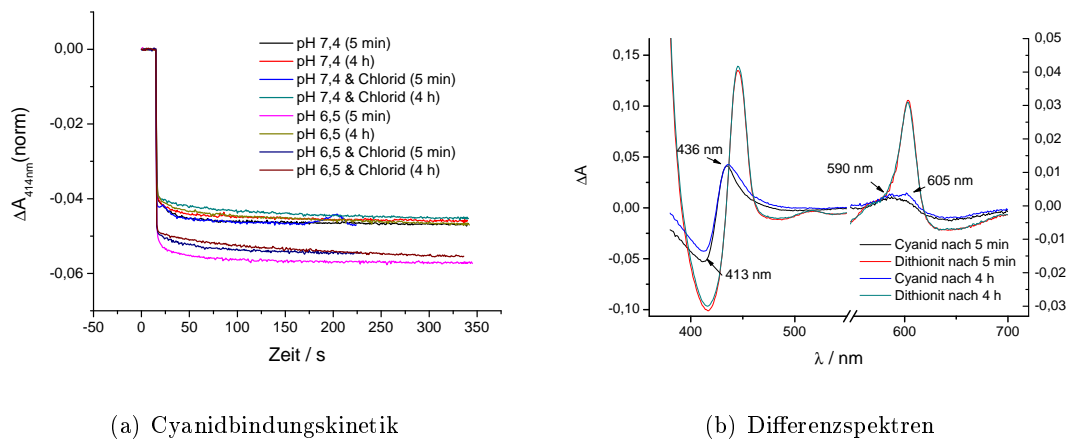 0,00
-0,02
-0,04
-0,06
ΔA414nm(norm)
-50
0
50
100
150
200
250
300
350
Zeit / s
pH 7,4 (5 min)
pH 7,4 (4 h)
pH 7,4 & Chlorid (5 min)
pH 7,4 & Chlorid (4 h)
pH 6,5 (5 min)
pH 6,5 (4 h)
pH 6,5 & Chlorid (5 min)
pH 6,5 & Chlorid (4 h)
(a) Cyanidbindungskinetik
0,15
0,10
0,05
0,00
-0,05
-0,10
ΔA
436 nm
413 nm
590 nm
605 nm
Cyanid nach 5 min
Dithionit nach 5 min
Cyanid nach 4 h
Dithionit nach 4 h
0,05
0,04
0,03
0,02
0,01
0,00
-0,01
-0,02
-0,03
400
500
600
700
λ / nm
(b) Differenzspektren